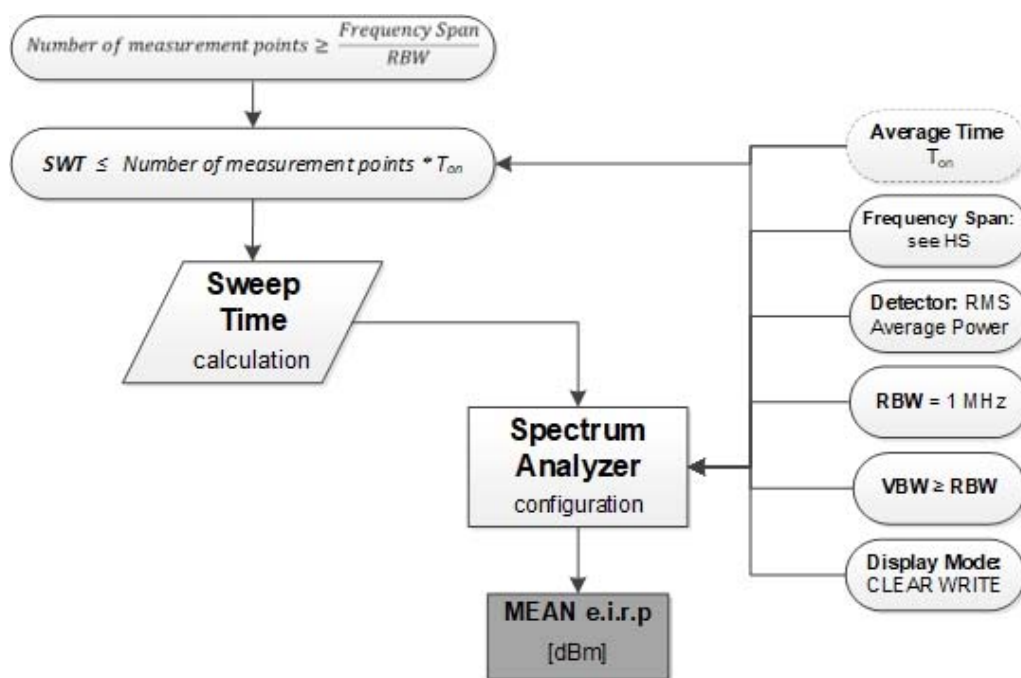 Number of measurement points ≥ Frequency Span / RBW
SWT ≤ Number of measurement points * Ton
Sweep
Time
calculation
Spectrum
Analyzer
configuration
MEAN e.i.r.p
[dBm]
Average Time
Ton
Frequency Span:
see HS
Detector: RMS
Average Power
RBW = 1 MHz
VBW ≥ RBW
Display Mode:
CLEAR WRITE